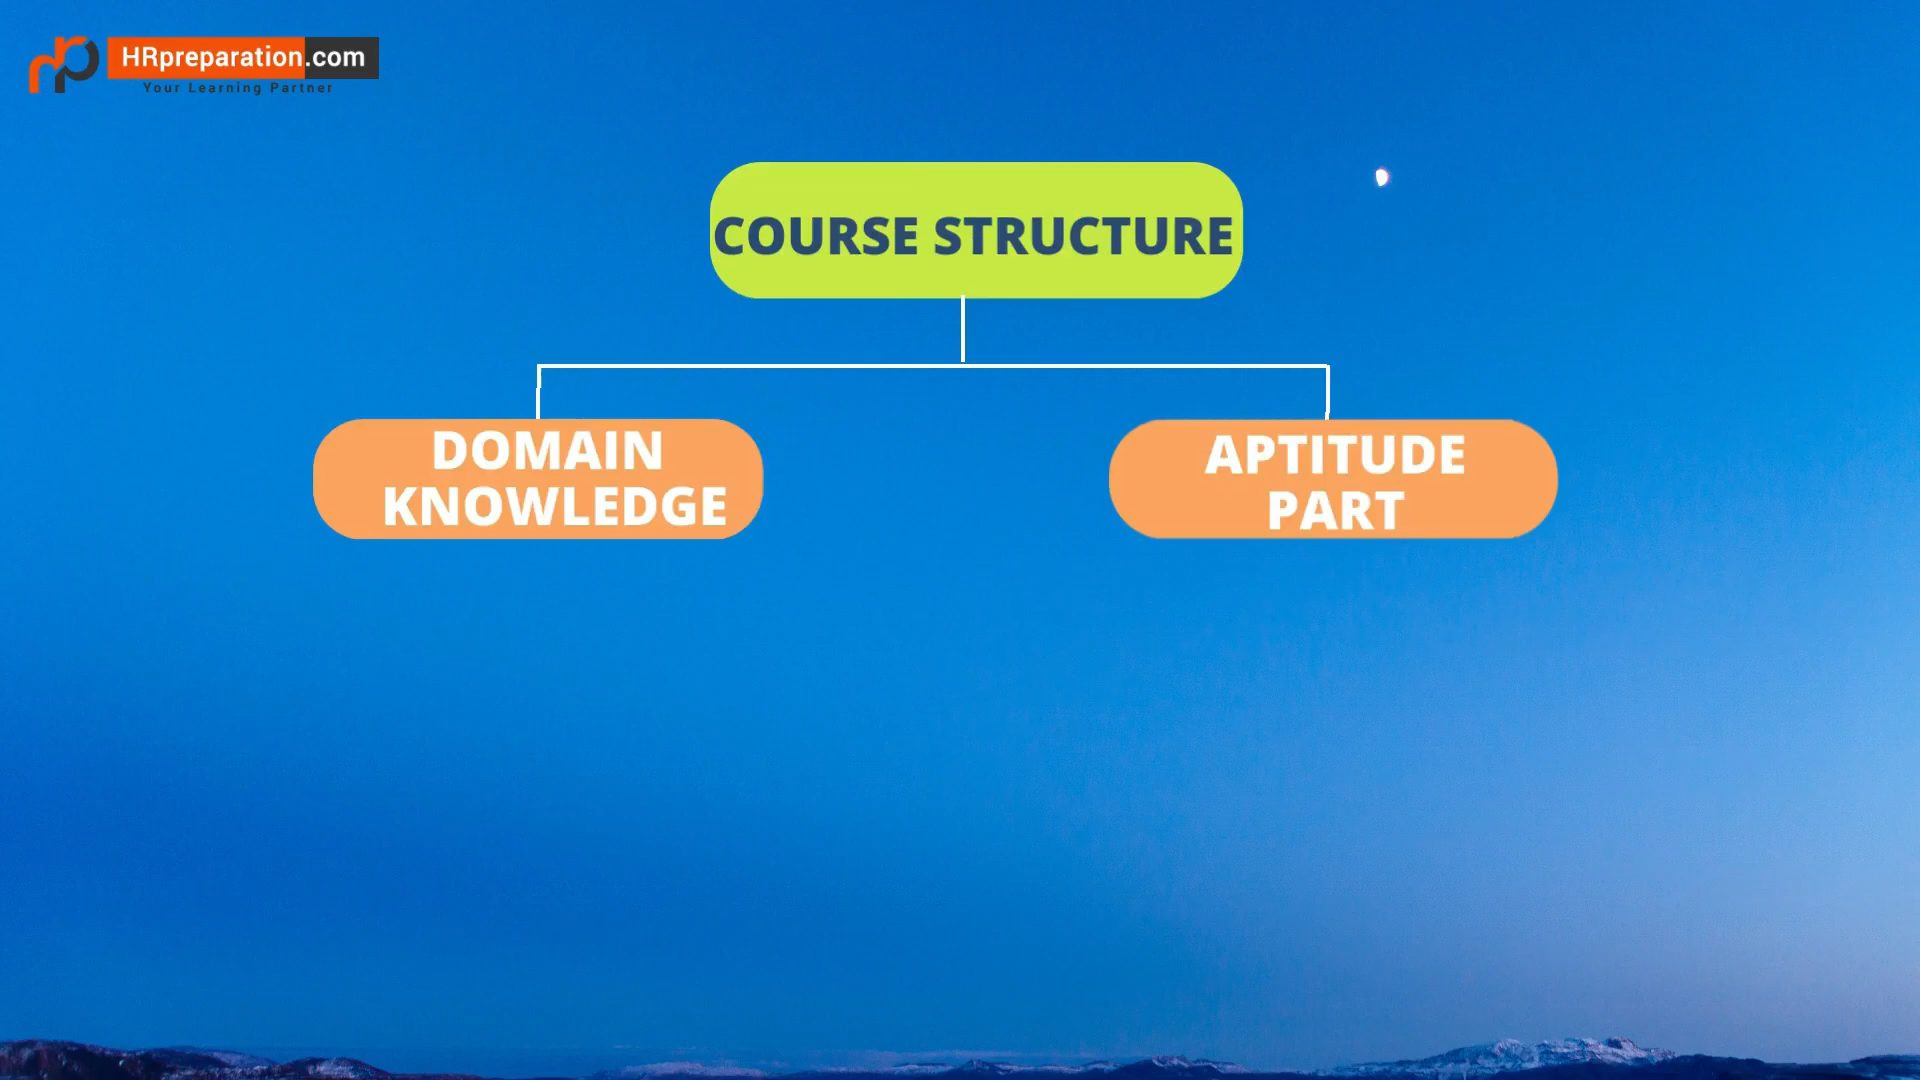 HRpreparation.com
Your Learning Partner
COURSE STRUCTURE
DOMAIN
KNOWLEDGE
APTITUDE
PART